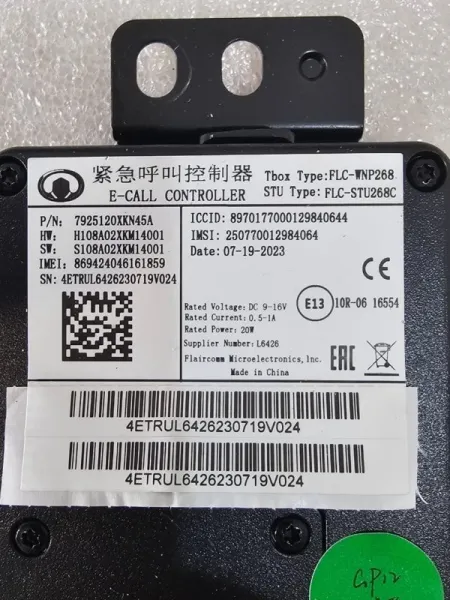 紧急呼叫控制器
E-CALL CONTROLLER
Tbox Type:FLC-WNP268
STU Type:FLC-STU268C
P/N: 7925120XKN45A
HW: H108A02XKM14001
SW: S108A02XKM14001
IMEI: 869424046161859
SN: 4ETRUL6426230719V024
ICCID: 8970177000129840644
IMSI: 250770012984064
Date: 07-19-2023
CE
Rated Voltage: DC 9-16V
Rated Current: 0.5-1A
Rated Power: 20W
Supplier Number: L6426
Flaircomm Microelectronics,Inc.
Made in China
E13 10R-06 16554
EAC
4ETRUL6426230719V024
4ETRUL6426230719V024